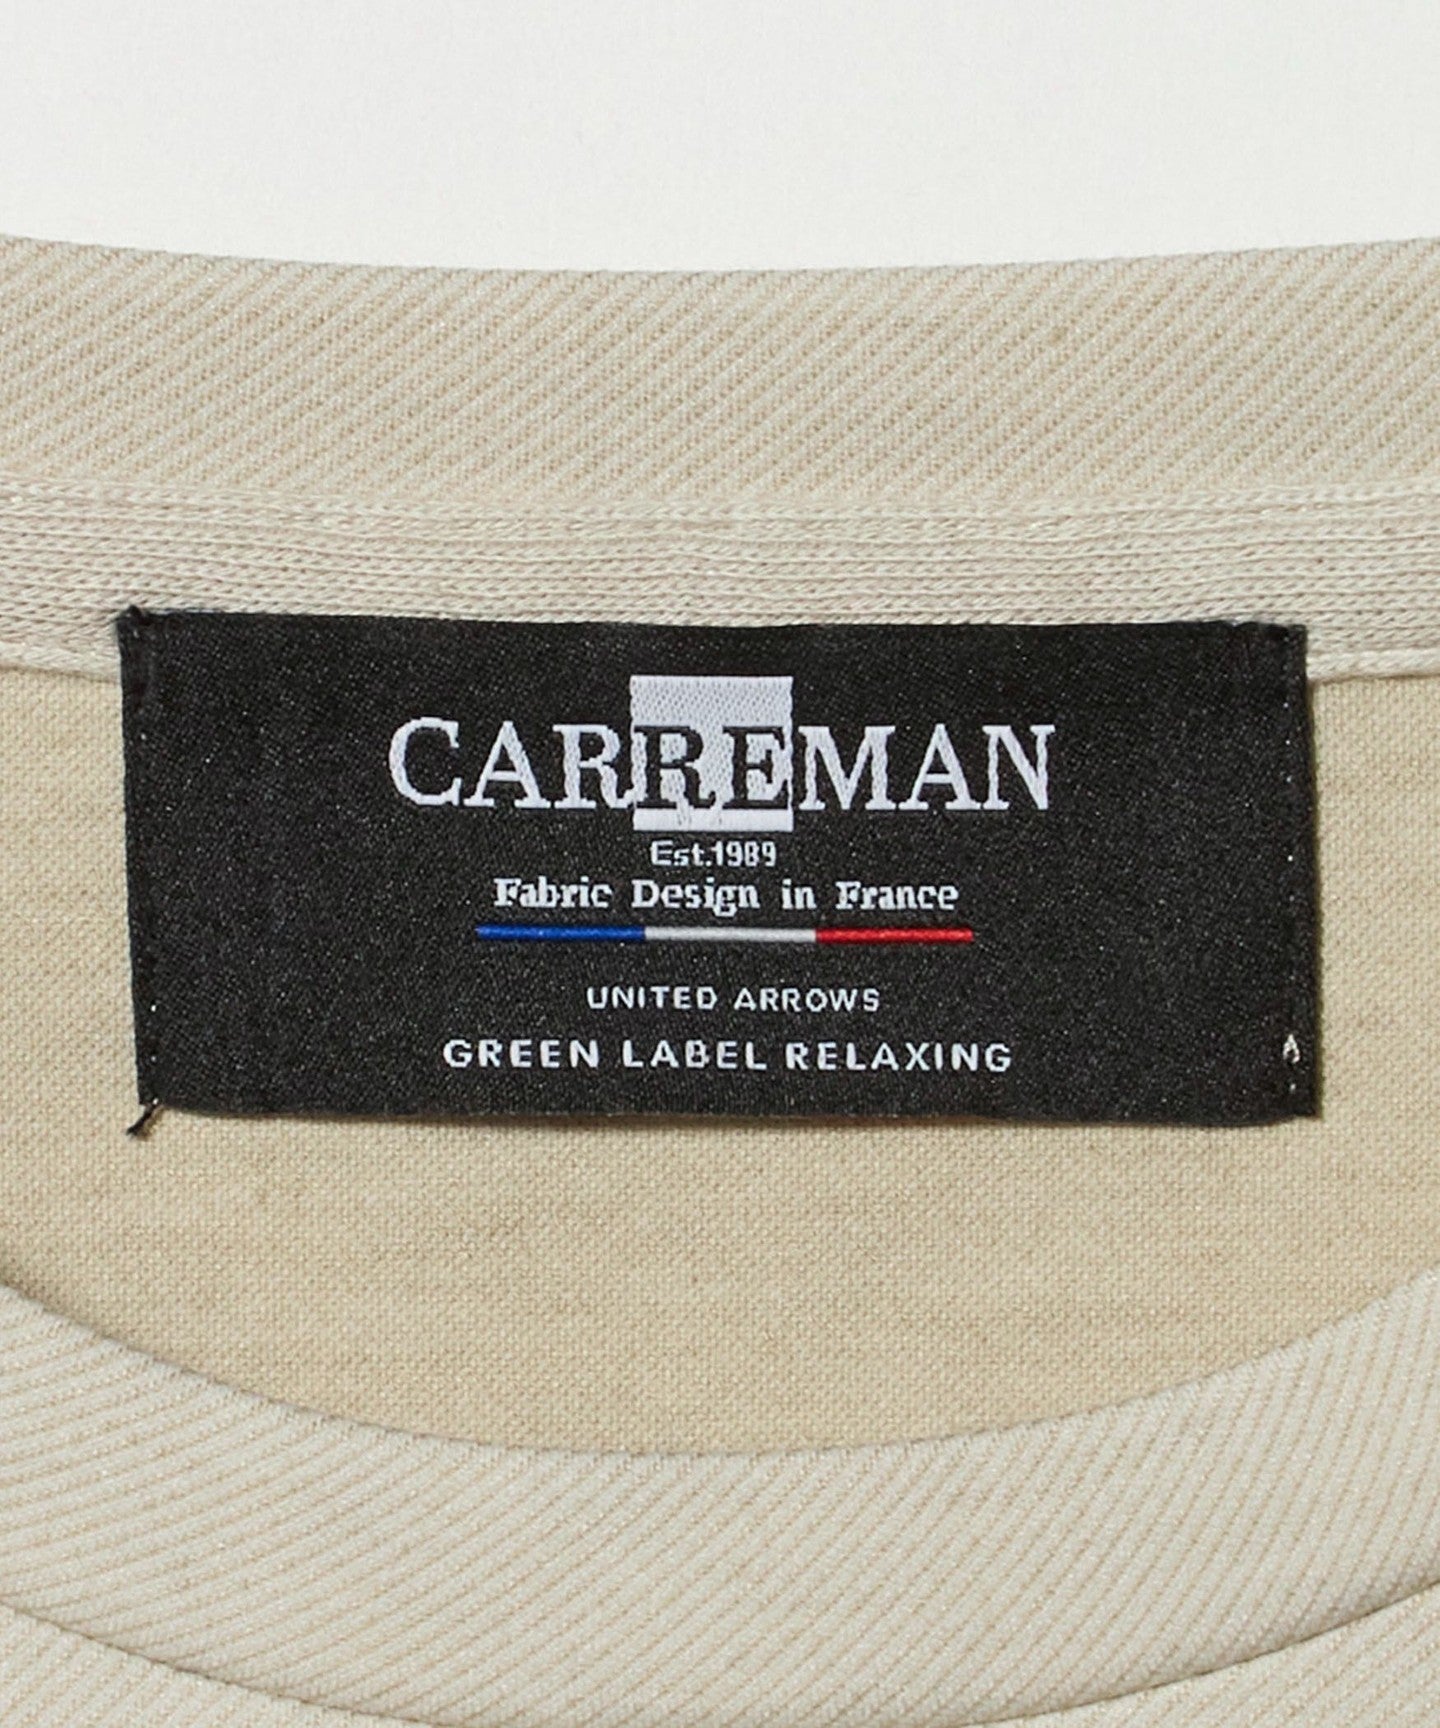 CARREMAN
Est.1989
Fabric Design in France
UNITED ARROWS
GREEN LABEL RELAXING